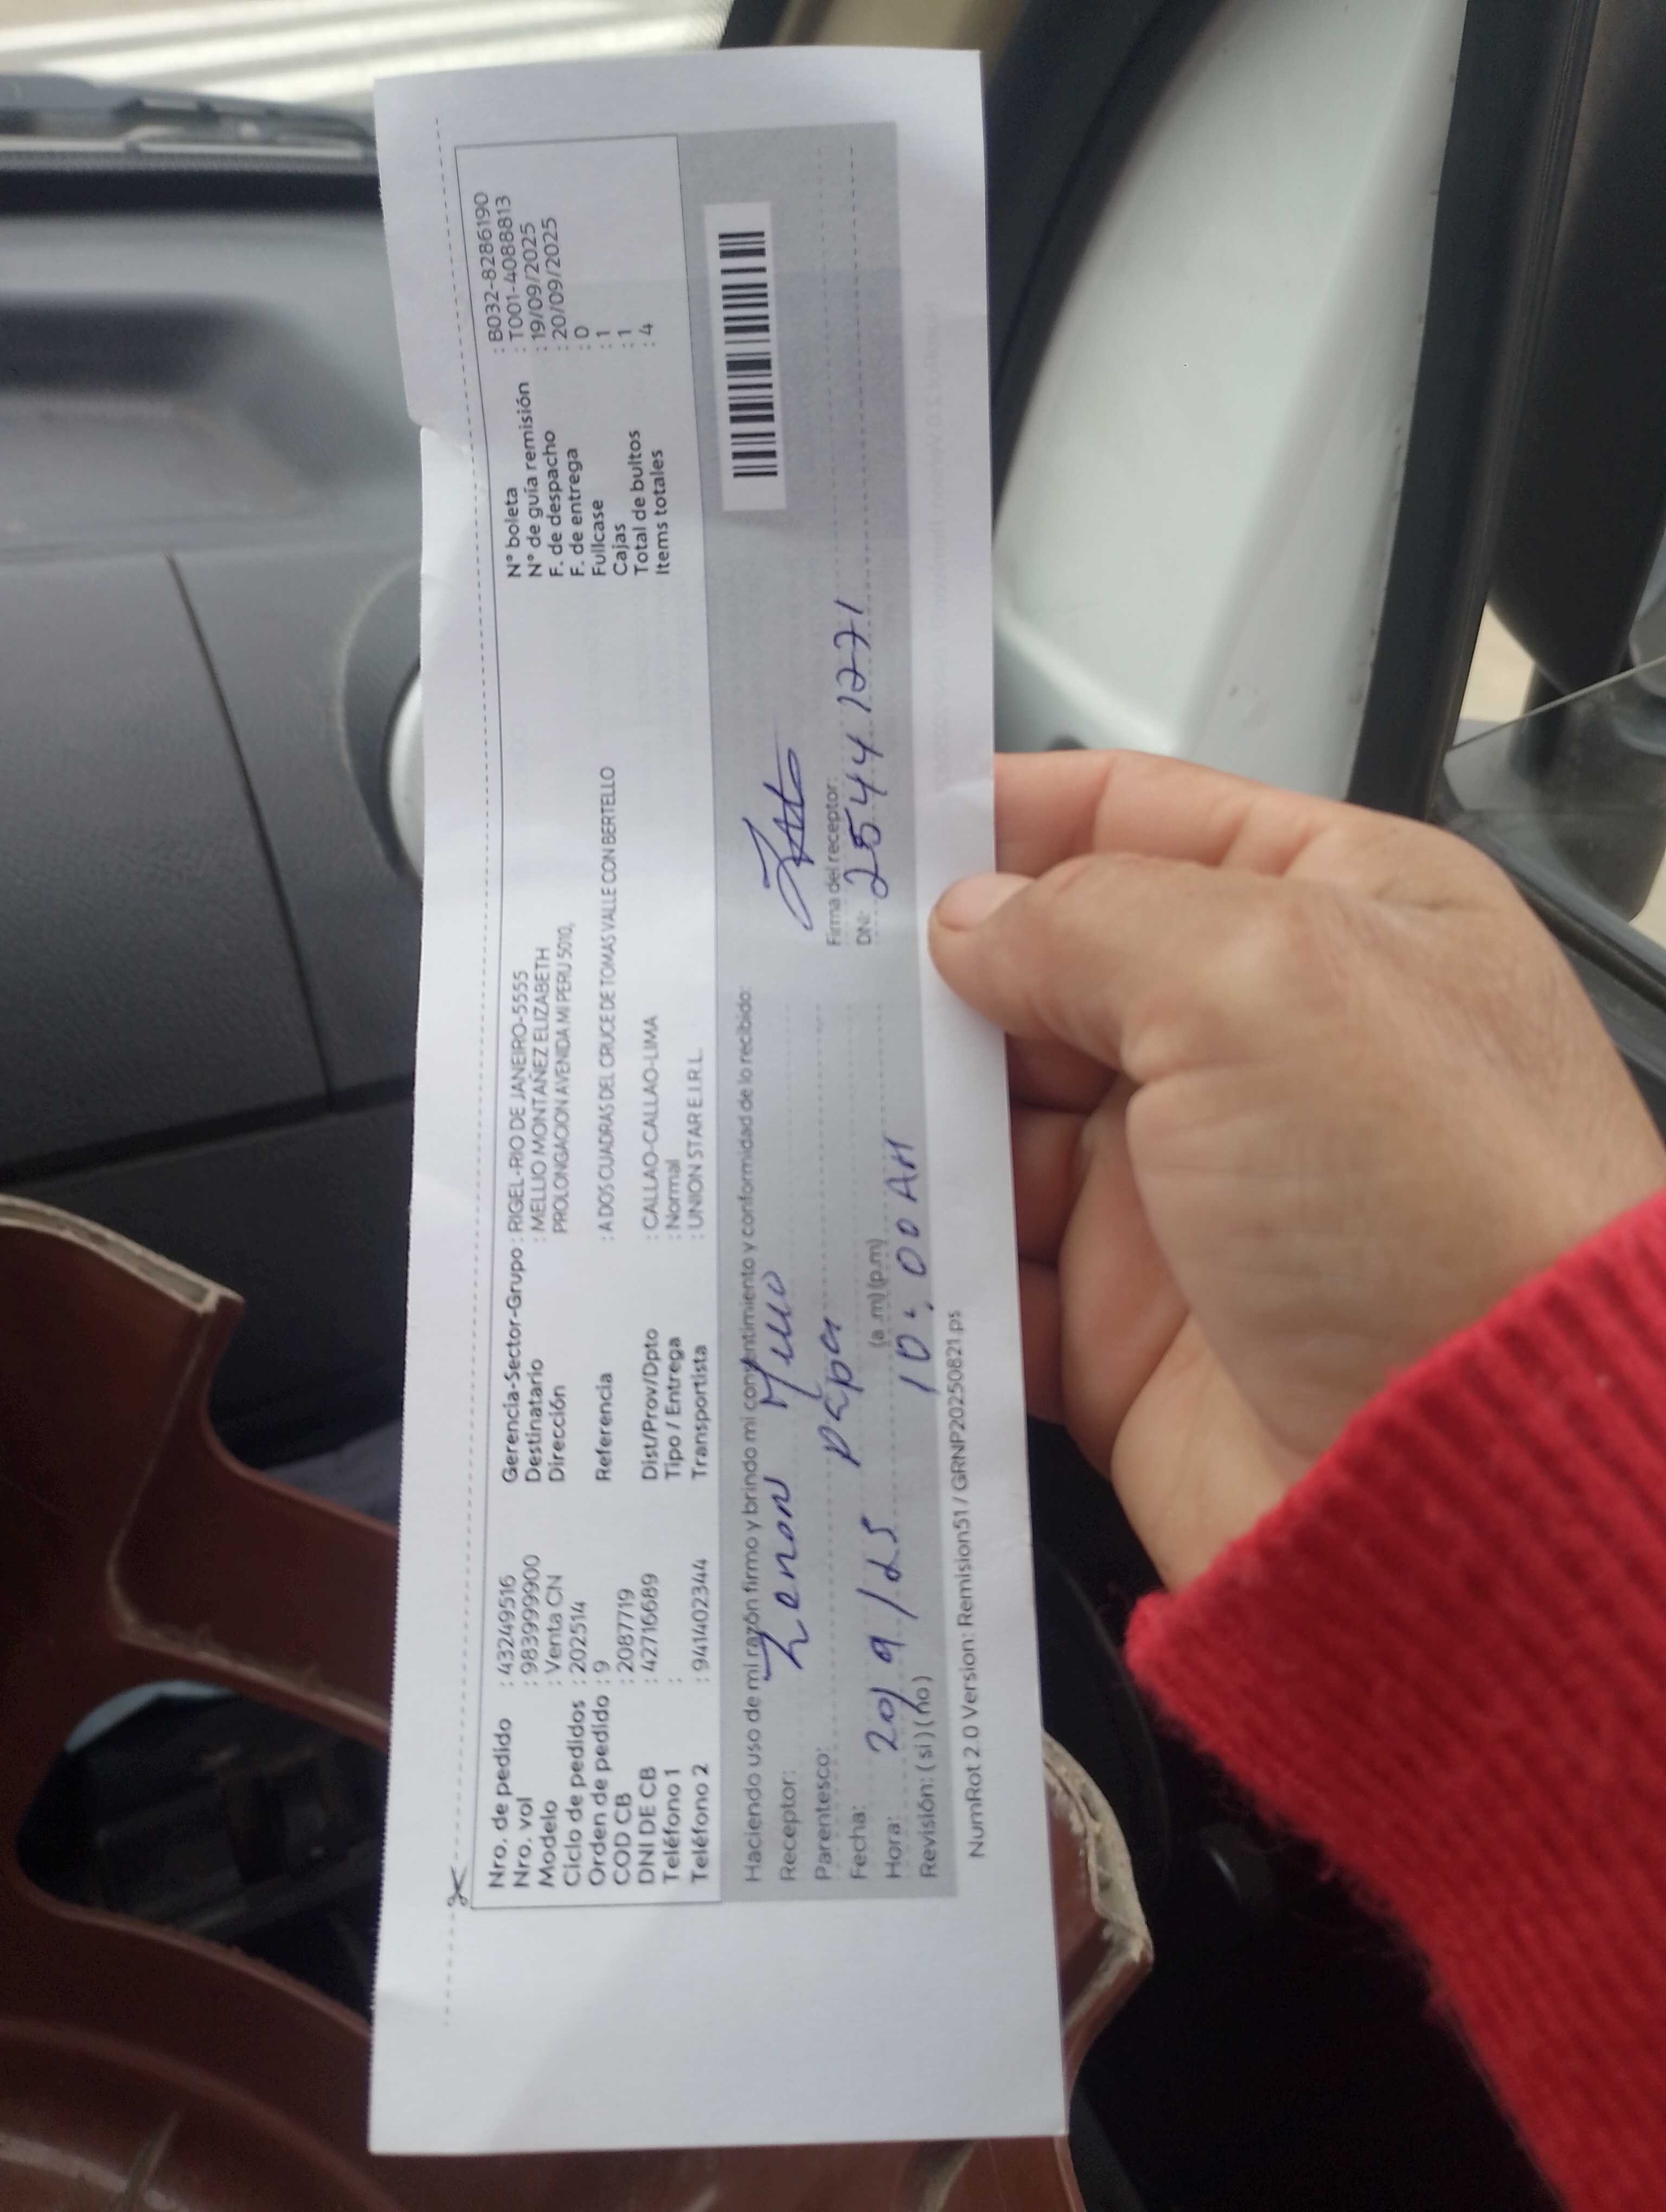 Nro. de pedido : 43249516
Nro. vol : 983999900
Modelo : Venta CN
Ciclo de pedidos : 202514
Orden de pedido : 9
COD CB : 2087719
DNI DE CB : 42716689
Teléfono 1 :
Teléfono 2 : 941402344
Gerencia-Sector-Grupo : RIGEL-RIO DE JANEIRO-5555
Destinatario : MELLIO MONTAÑEZ ELIZABETH
Dirección PROLONGACION AVENIDA MI PERU 5010,
Referencia : A DOS CUADRAS DEL CRUCE DE TOMAS VALLE CON BERTELLO
Dist/Prov/Dpto : CALLAO-CALLAO-LIMA
Tipo / Entrega : Normal
Transportista : UNION STAR E.I.R.L.
N° boleta : B032-8286190
N° de guía remisión : T001-4088813
F. de despacho : 19/09/2025
F. de entrega : 20/09/2025
Fullcase : 0
Cajas : 1
Total de bultos : 1
Items totales : 4
Haciendo uso de mi razón firmo y brindo mi consentimiento y conformidad de lo recibido:
Receptor: Zenon
Parentesco: papa
Fecha: 20/9/25
Hora: (a.m) (p.m) 10:00 AM
Revisión: ( si ) ( no )
Firma del receptor:
DNI: 25441271
NumRot 2.0 Version: Remision51 / GRNP20250821.ps